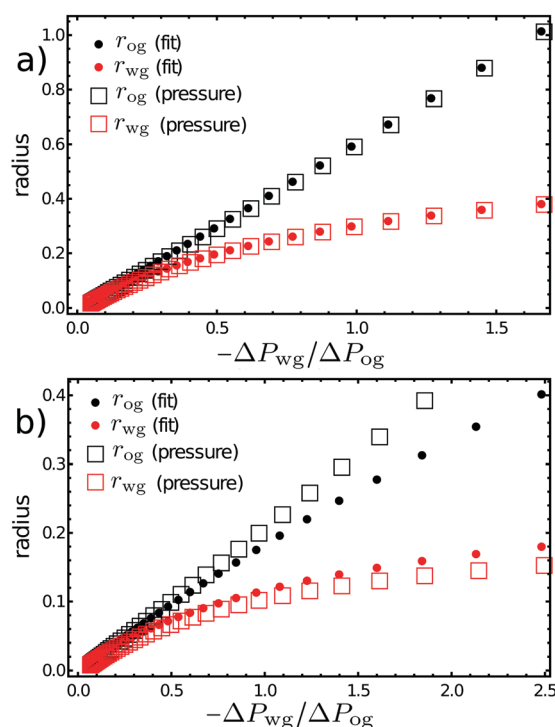 a)
r_og (fit)
r_wg (fit)
r_og (pressure)
r_wg (pressure)
radius
1.0
0.8
0.6
0.4
0.2
0.0
0.0 0.5 1.0 1.5
−ΔP_wg/ΔP_og
b)
r_og (fit)
r_wg (fit)
r_og (pressure)
r_wg (pressure)
radius
0.4
0.3
0.2
0.1
0.0
0.0 0.5 1.0 1.5 2.0 2.5
−ΔP_wg/ΔP_og